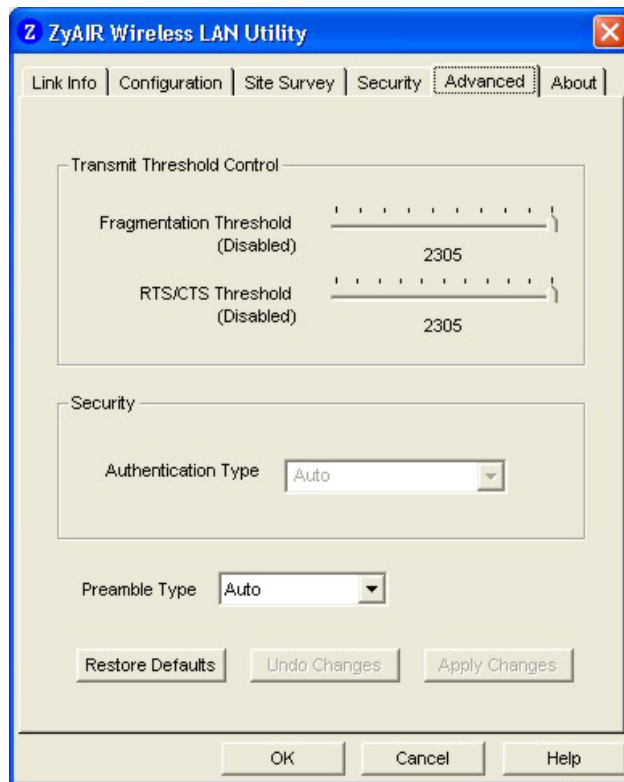 Z ZyAIR Wireless LAN Utility
Link Info Configuration Site Survey Security Advanced About
Transmit Threshold Control
Fragmentation Threshold
(Disabled)
2305
RTS/CTS Threshold
(Disabled)
2305
Security
Authentication Type Auto
Preamble Type Auto
Restore Defaults Undo Changes Apply Changes
OK Cancel Help